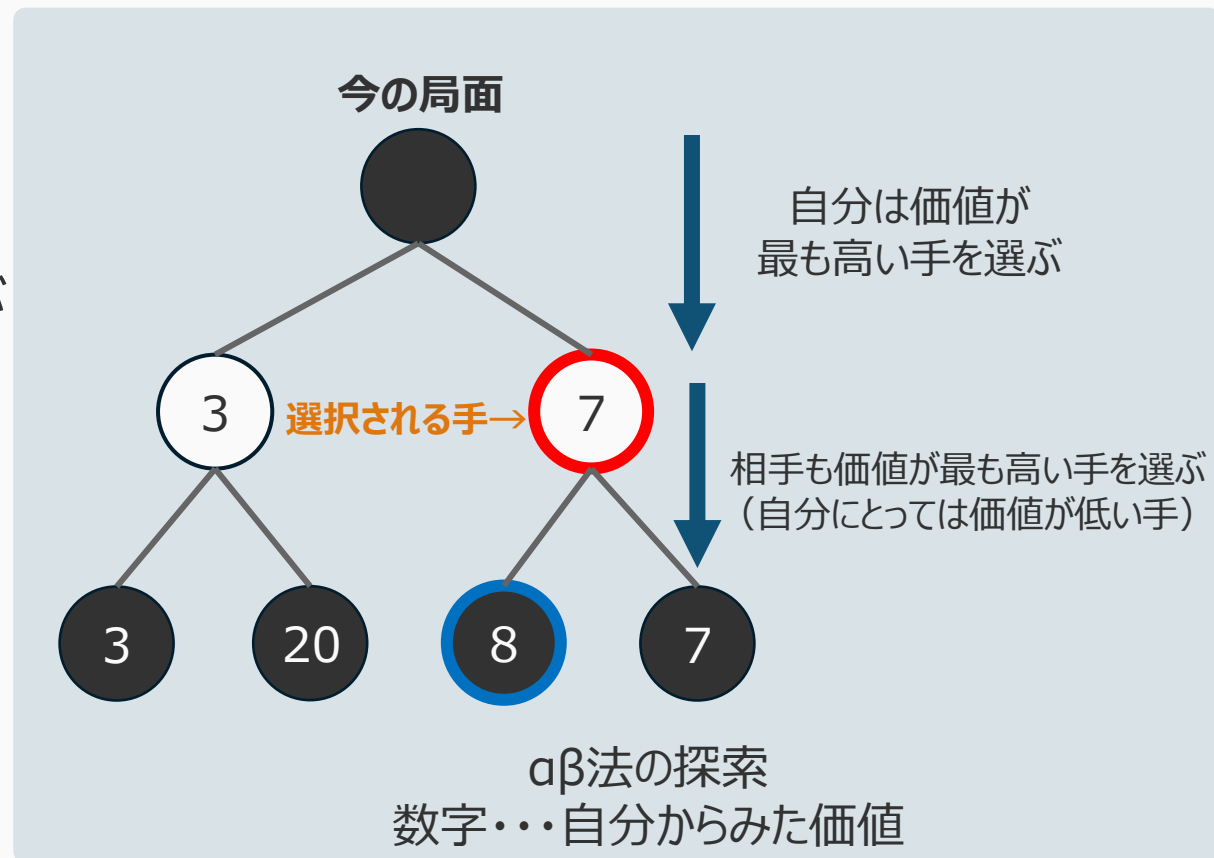 今の局面
自分は価値が
最も高い手を選ぶ
3
選択される手→
7
相手も価値が最も高い手を選ぶ
（自分にとっては価値が低い手）
3
20
8
7
αβ法の探索
数字・・・自分からみた価値